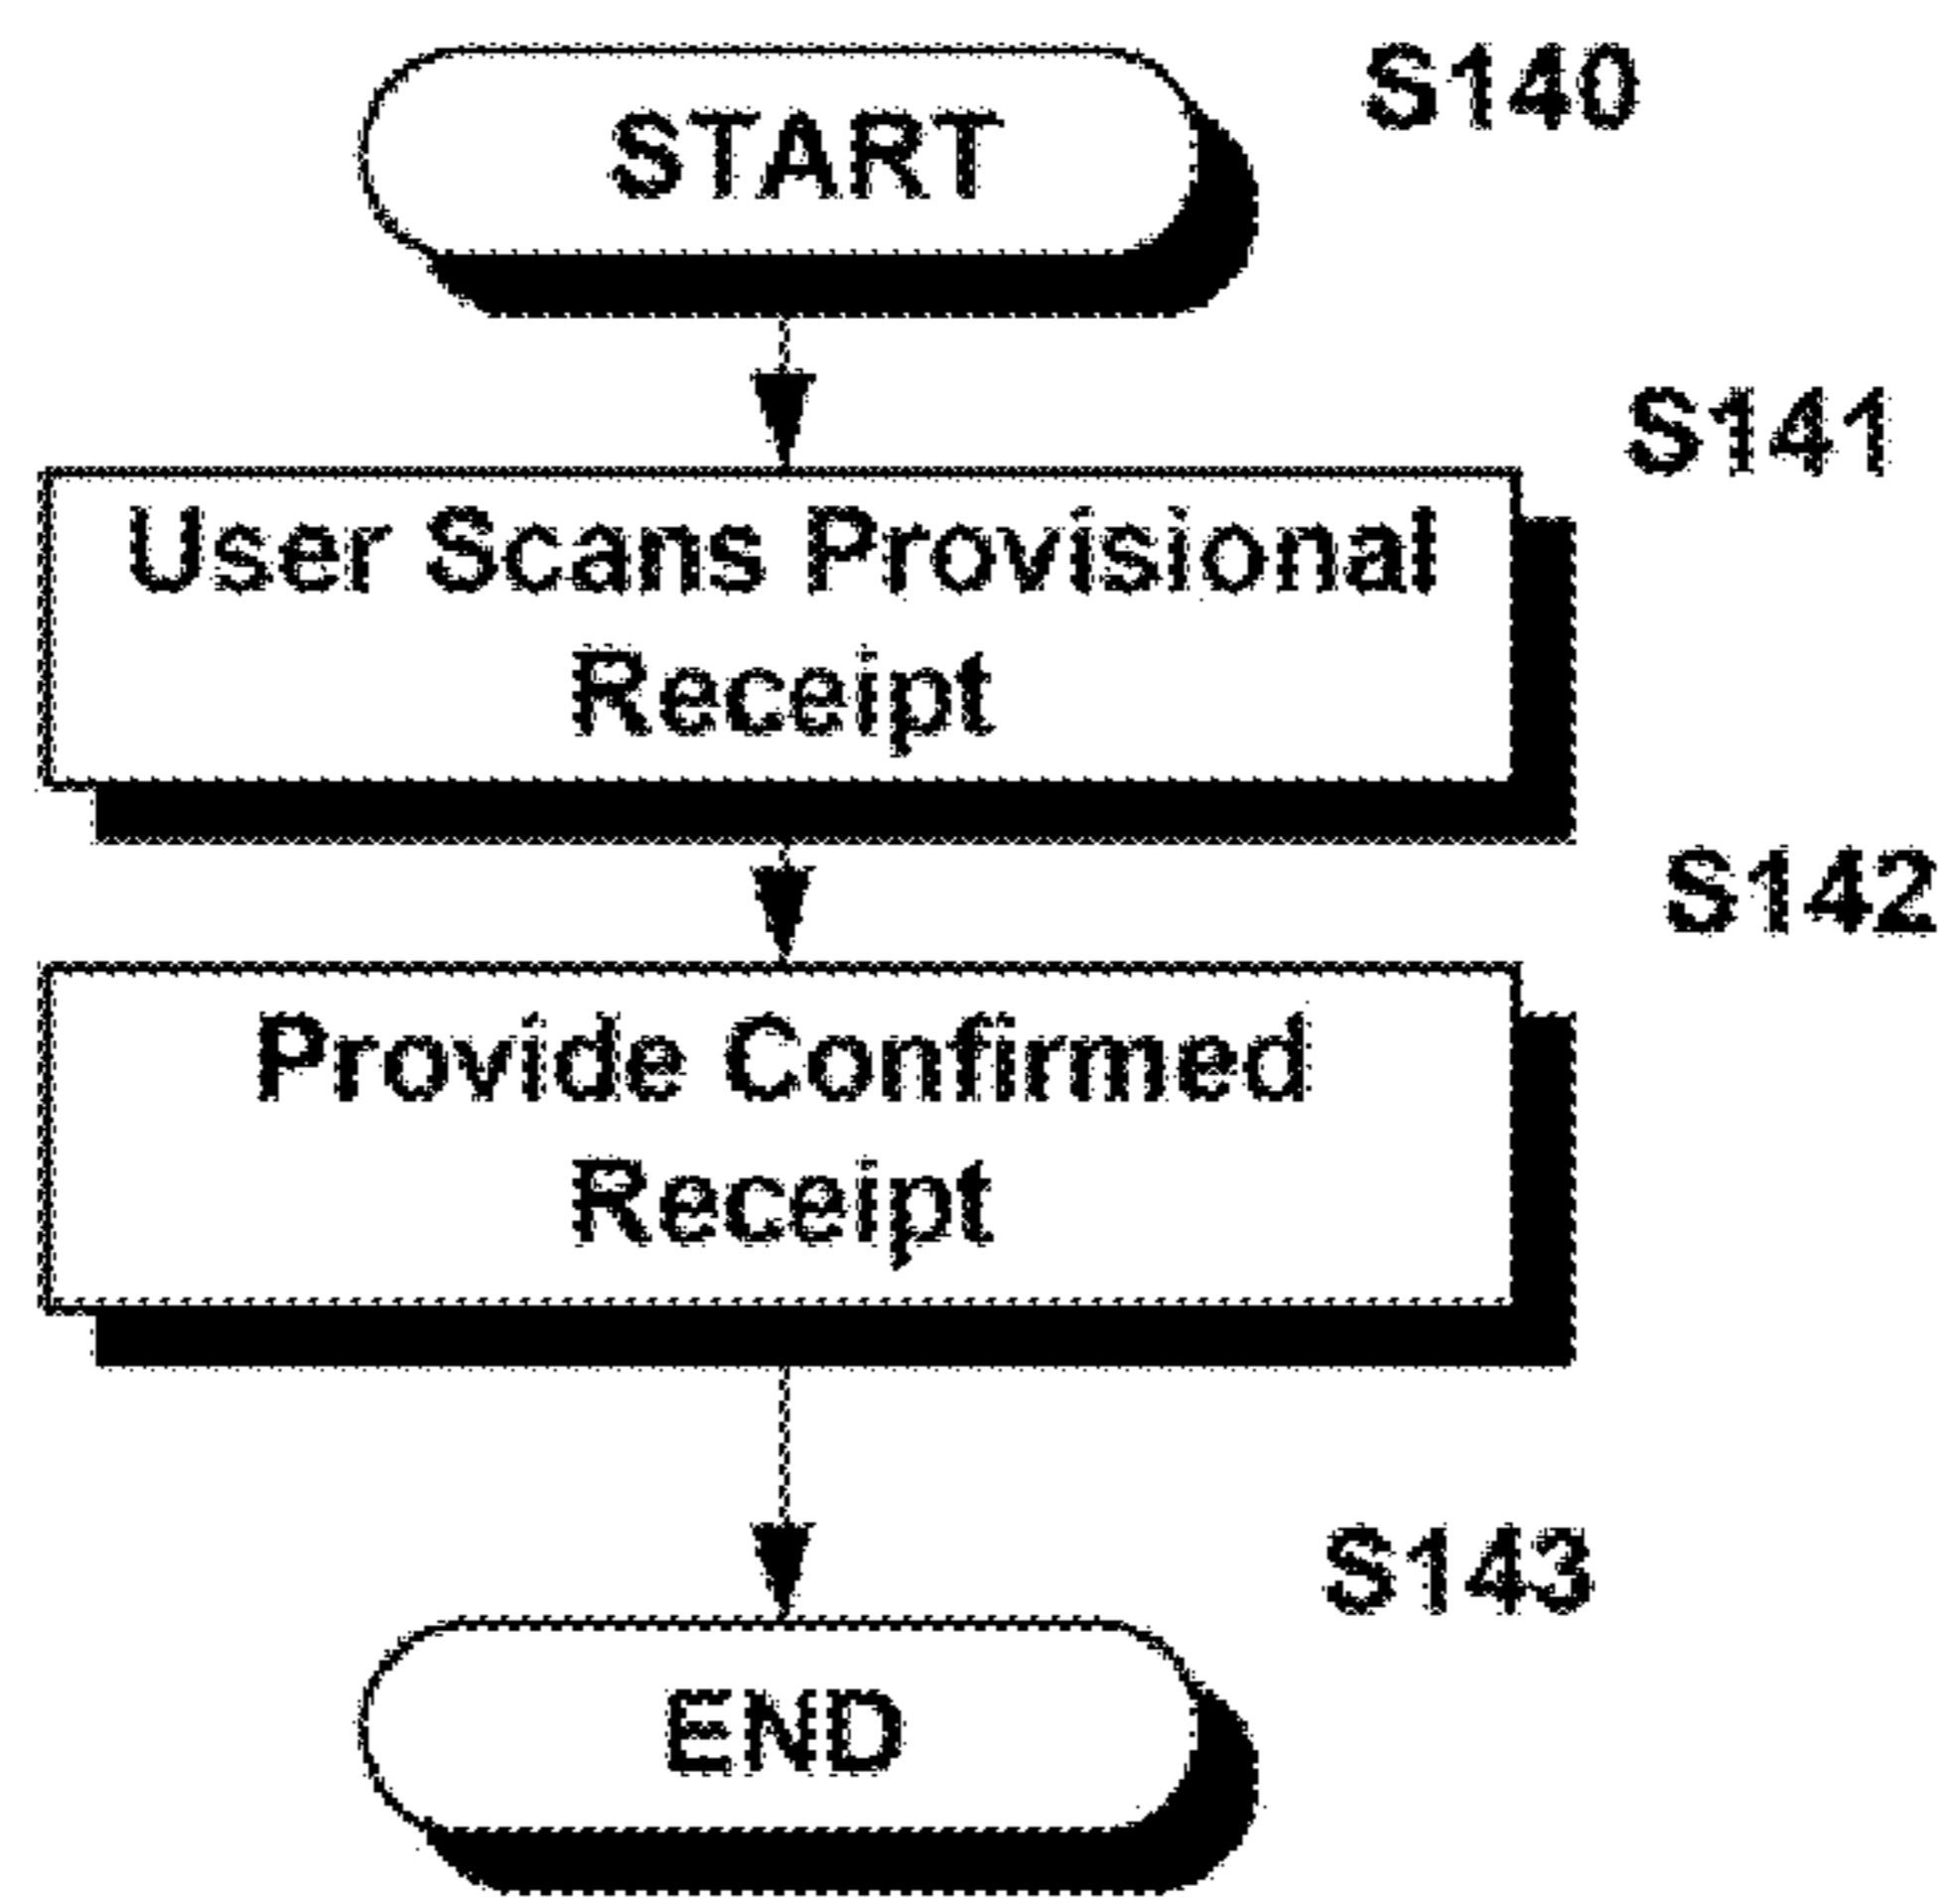 START
S140
S141
User Scans Provisional
Receipt
S142
Provide Confirmed
Receipt
S143
END